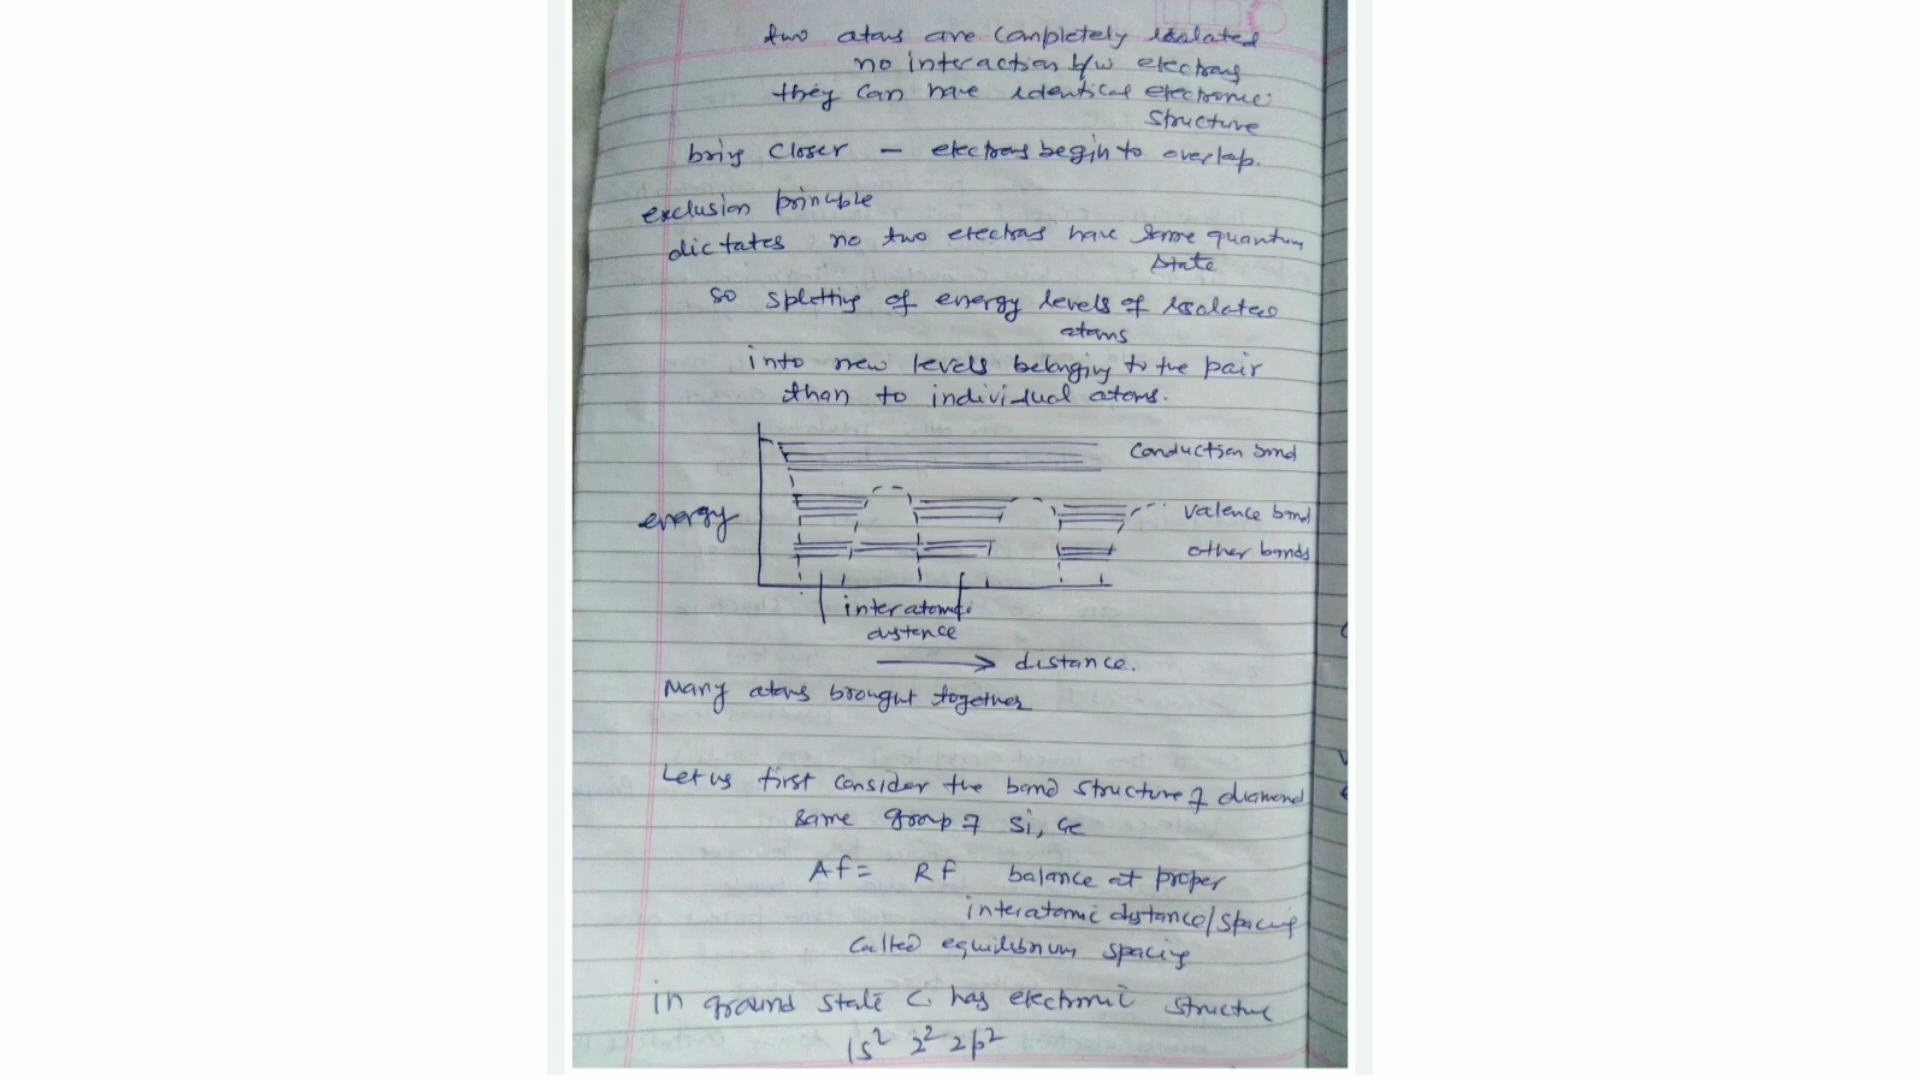 two atoms are completely isolated
no interaction b/w electrons
they can have identical electronic
structure
bring closer - electrons begin to overlap.
exclusion principle
dictates no two electrons have same quantum
state
so splitting of energy levels of isolated
atoms
into new levels belonging to the pair
than to individual atoms.
conduction band
energy
valence band
other bands
interatomic
distance
→ distance.
Many atoms brought together
Let us first consider the band structure of diamond
same group of Si, Ge
Af = Rf balance at proper
interatomic distance/spacing
called equilibrium spacing
in ground state C. has electronic structure
1s² 2² 2p²